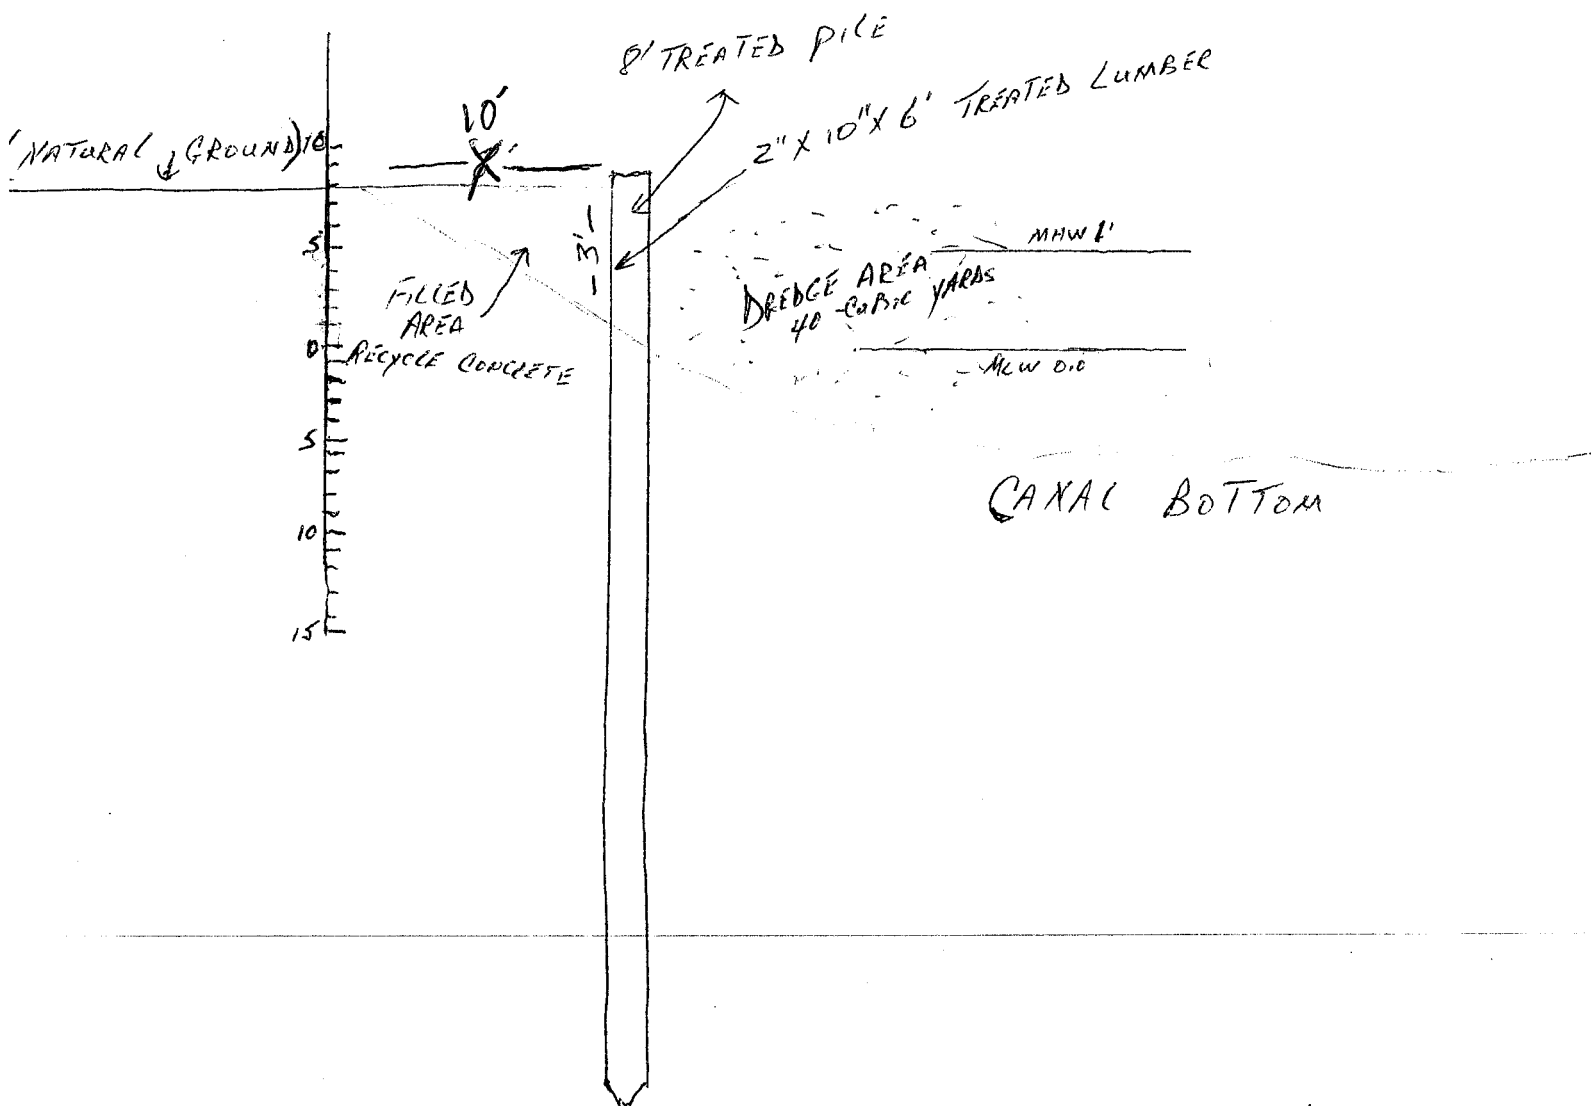 8' TREATED PILE
2" X 10" X 6' TREATED LUMBER
10'
NATURAL GROUND
10
-3'-
5'
MHW 1'
FILLED
AREA
RECYCLE CONCRETE
DREDGE AREA
40 CUBIC YARDS
0
MLW 0.0
5
CANAL BOTTOM
10
15